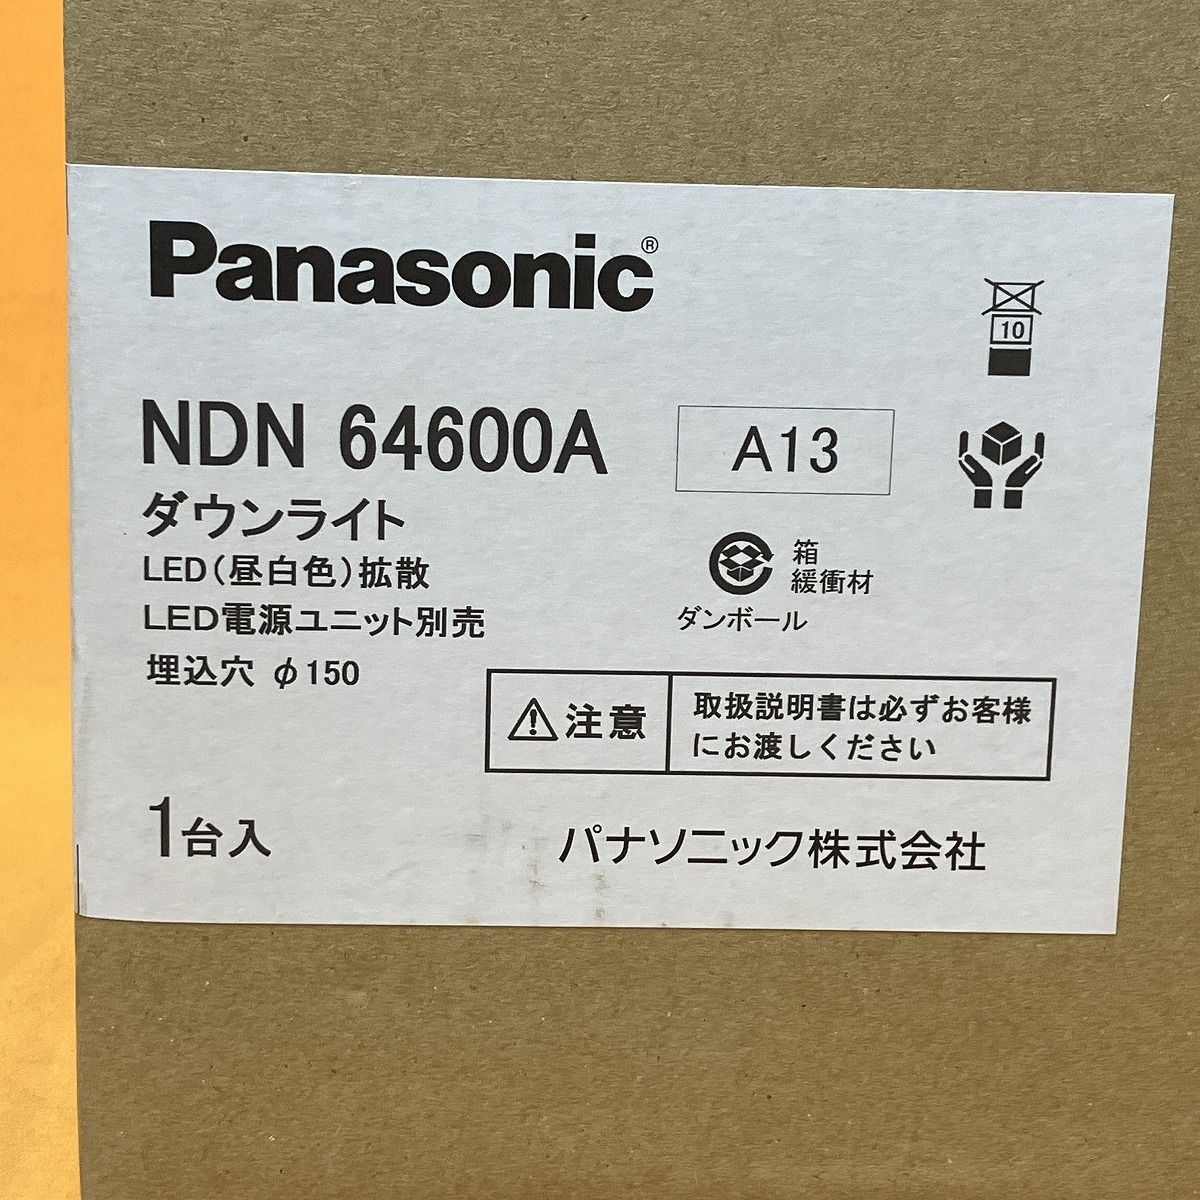 Panasonic®
10
NDN 64600A
A13
ダウンライト
LED（昼白色）拡散
箱
緩衝材
ダンボール
LED電源ユニット別売
埋込穴 φ150
注意
取扱説明書は必ずお客様
にお渡しください
1台入
パナソニック株式会社